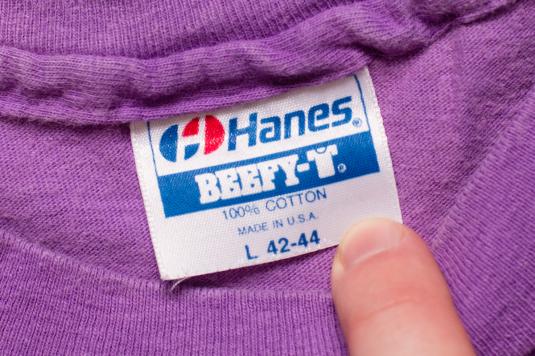 Hanes®
BEEFY-T®
100% COTTON
MADE IN U.S.A.
L 42-44